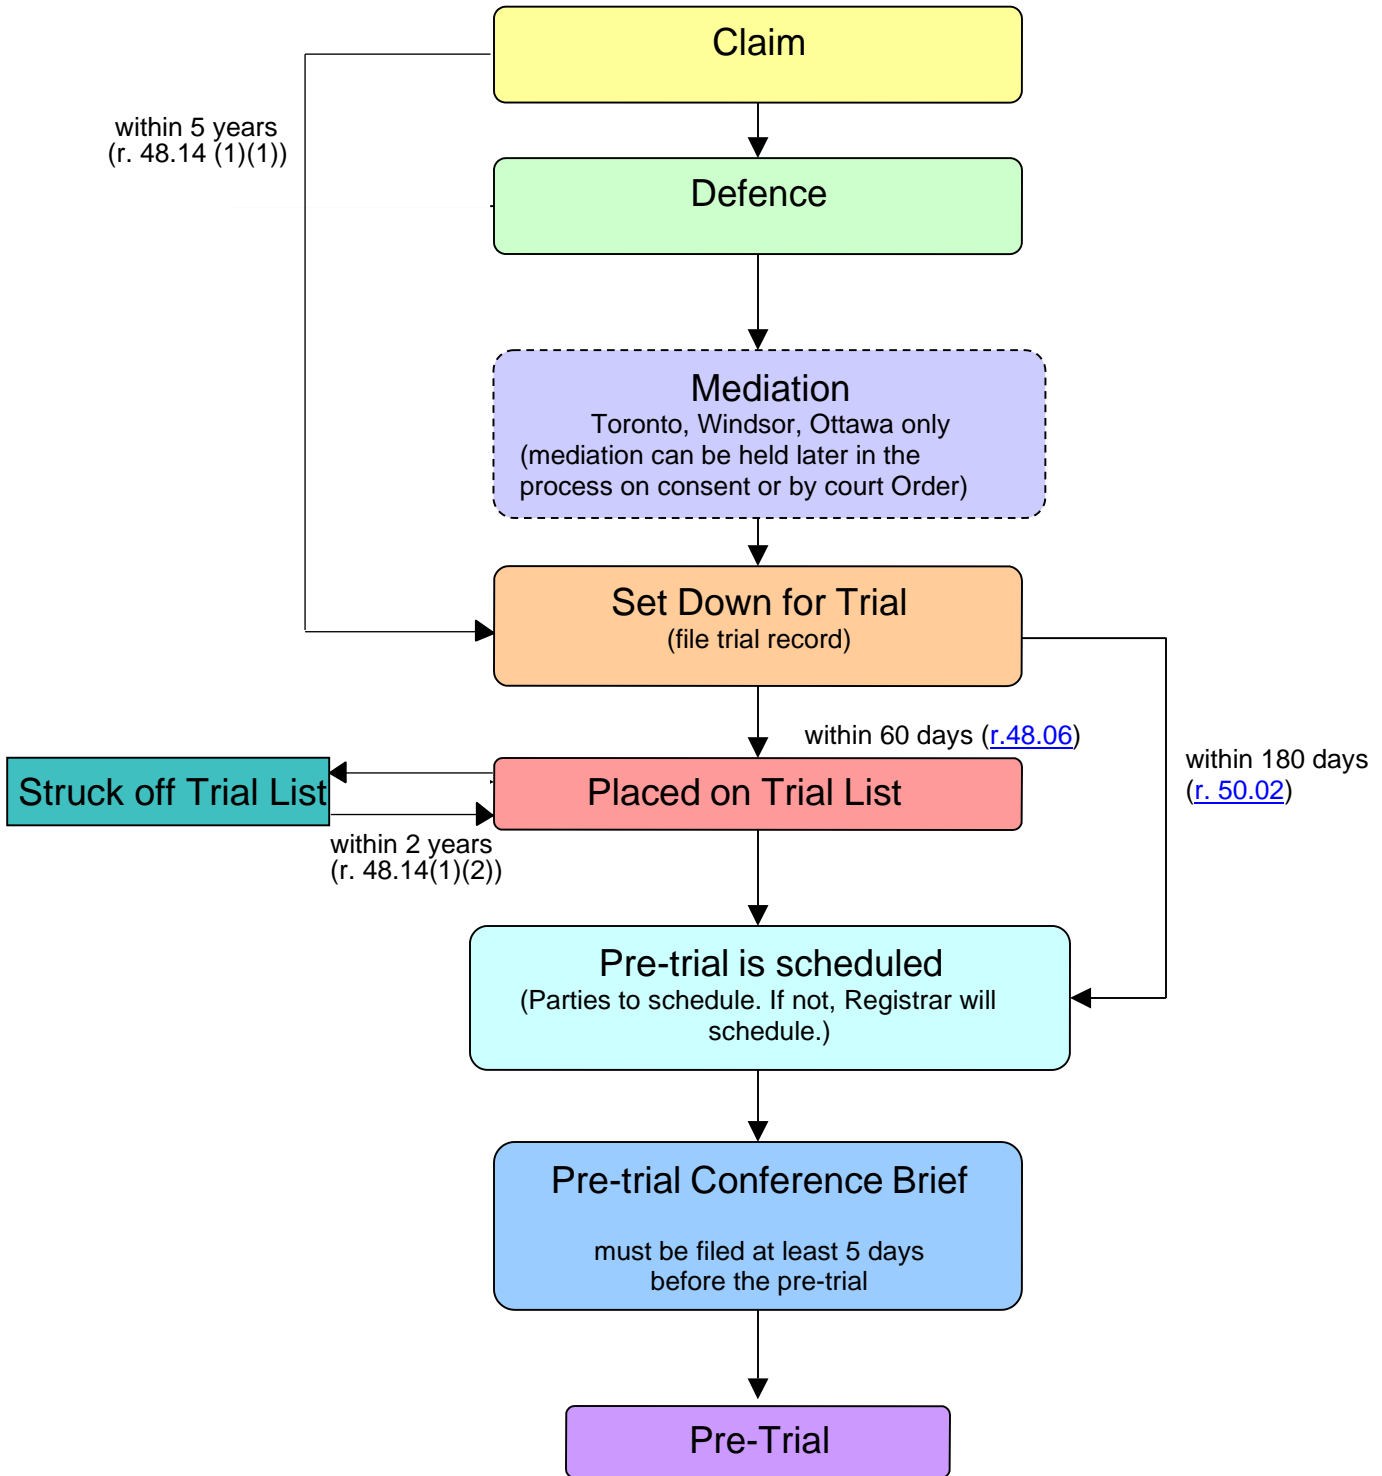 Claim
within 5 years
(r. 48.14 (1)(1))
Defence
Mediation
Toronto, Windsor, Ottawa only
(mediation can be held later in the
process on consent or by court Order)
Set Down for Trial
(file trial record)
within 60 days (r.48.06)
within 180 days
(r. 50.02)
Struck off Trial List
Placed on Trial List
within 2 years
(r. 48.14(1)(2))
Pre-trial is scheduled
(Parties to schedule. If not, Registrar will
schedule.)
Pre-trial Conference Brief
must be filed at least 5 days
before the pre-trial
Pre-Trial